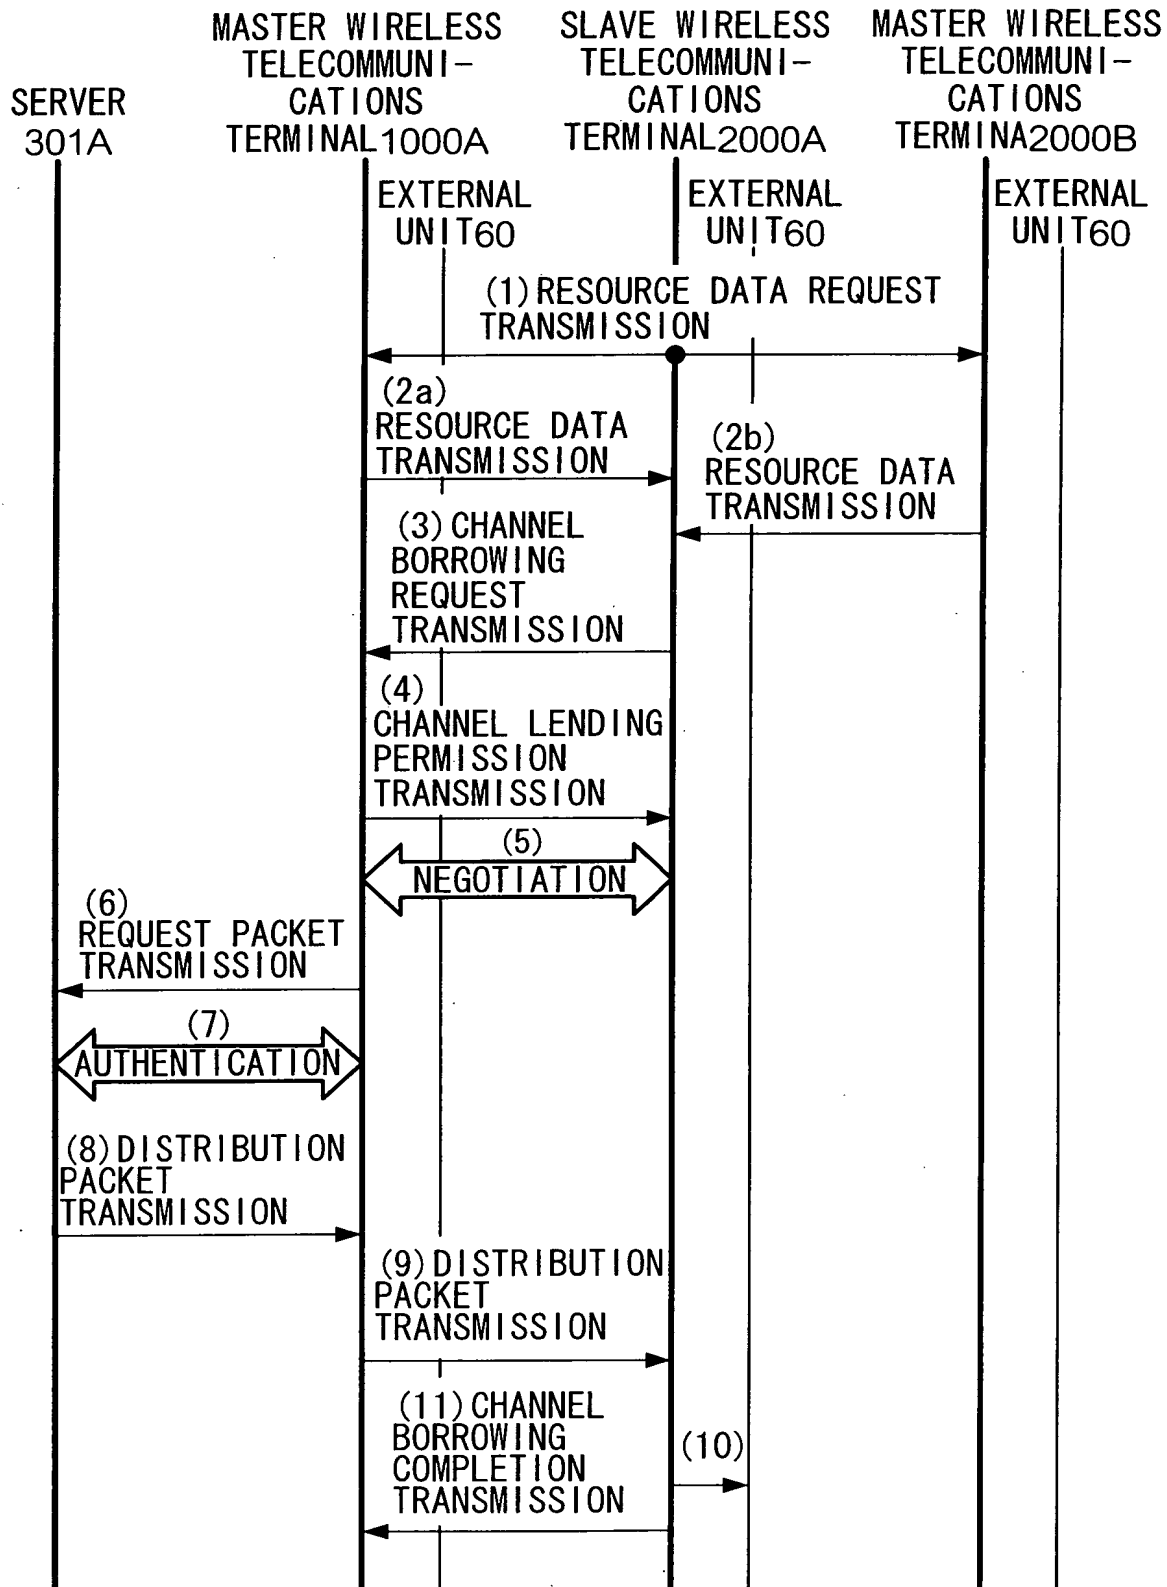 SERVER
301A
MASTER WIRELESS
TELECOMMUNI-
CATIONS
TERMINAL1000A
SLAVE WIRELESS
TELECOMMUNI-
CATIONS
TERMINAL2000A
MASTER WIRELESS
TELECOMMUNI-
CATIONS
TERMINA2000B
EXTERNAL
UNIT60
EXTERNAL
UNIT60
EXTERNAL
UNIT60
(1) RESOURCE DATA REQUEST
TRANSMISSION
(2a)
RESOURCE DATA
TRANSMISSION
(2b)
RESOURCE DATA
TRANSMISSION
(3) CHANNEL
BORROWING
REQUEST
TRANSMISSION
(4)
CHANNEL LENDING
PERMISSION
TRANSMISSION
(5)
NEGOTIATION
(6)
REQUEST PACKET
TRANSMISSION
(7)
AUTHENTICATION
(8) DISTRIBUTION
PACKET
TRANSMISSION
(9) DISTRIBUTION
PACKET
TRANSMISSION
(11) CHANNEL
BORROWING
COMPLETION
TRANSMISSION
(10)